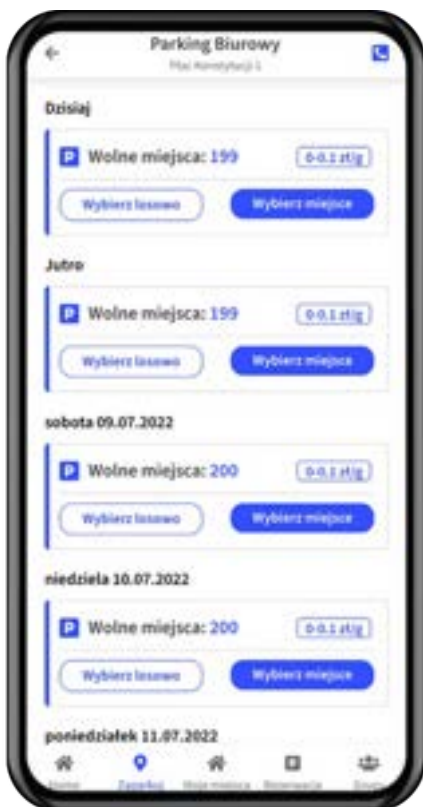 Parking Biurowy
Plac Konstytucji 1
Dzisiaj
P Wolne miejsca: 199 0-0.1 zł/g
Wybierz losowo Wybierz miejsce
Jutro
P Wolne miejsca: 199 0-0.1 zł/g
Wybierz losowo Wybierz miejsce
sobota 09.07.2022
P Wolne miejsca: 200 0-0.1 zł/g
Wybierz losowo Wybierz miejsce
niedziela 10.07.2022
P Wolne miejsca: 200 0-0.1 zł/g
Wybierz losowo Wybierz miejsce
poniedziałek 11.07.2022
Home Zaparkuj Moje miejsca Rezerwacje